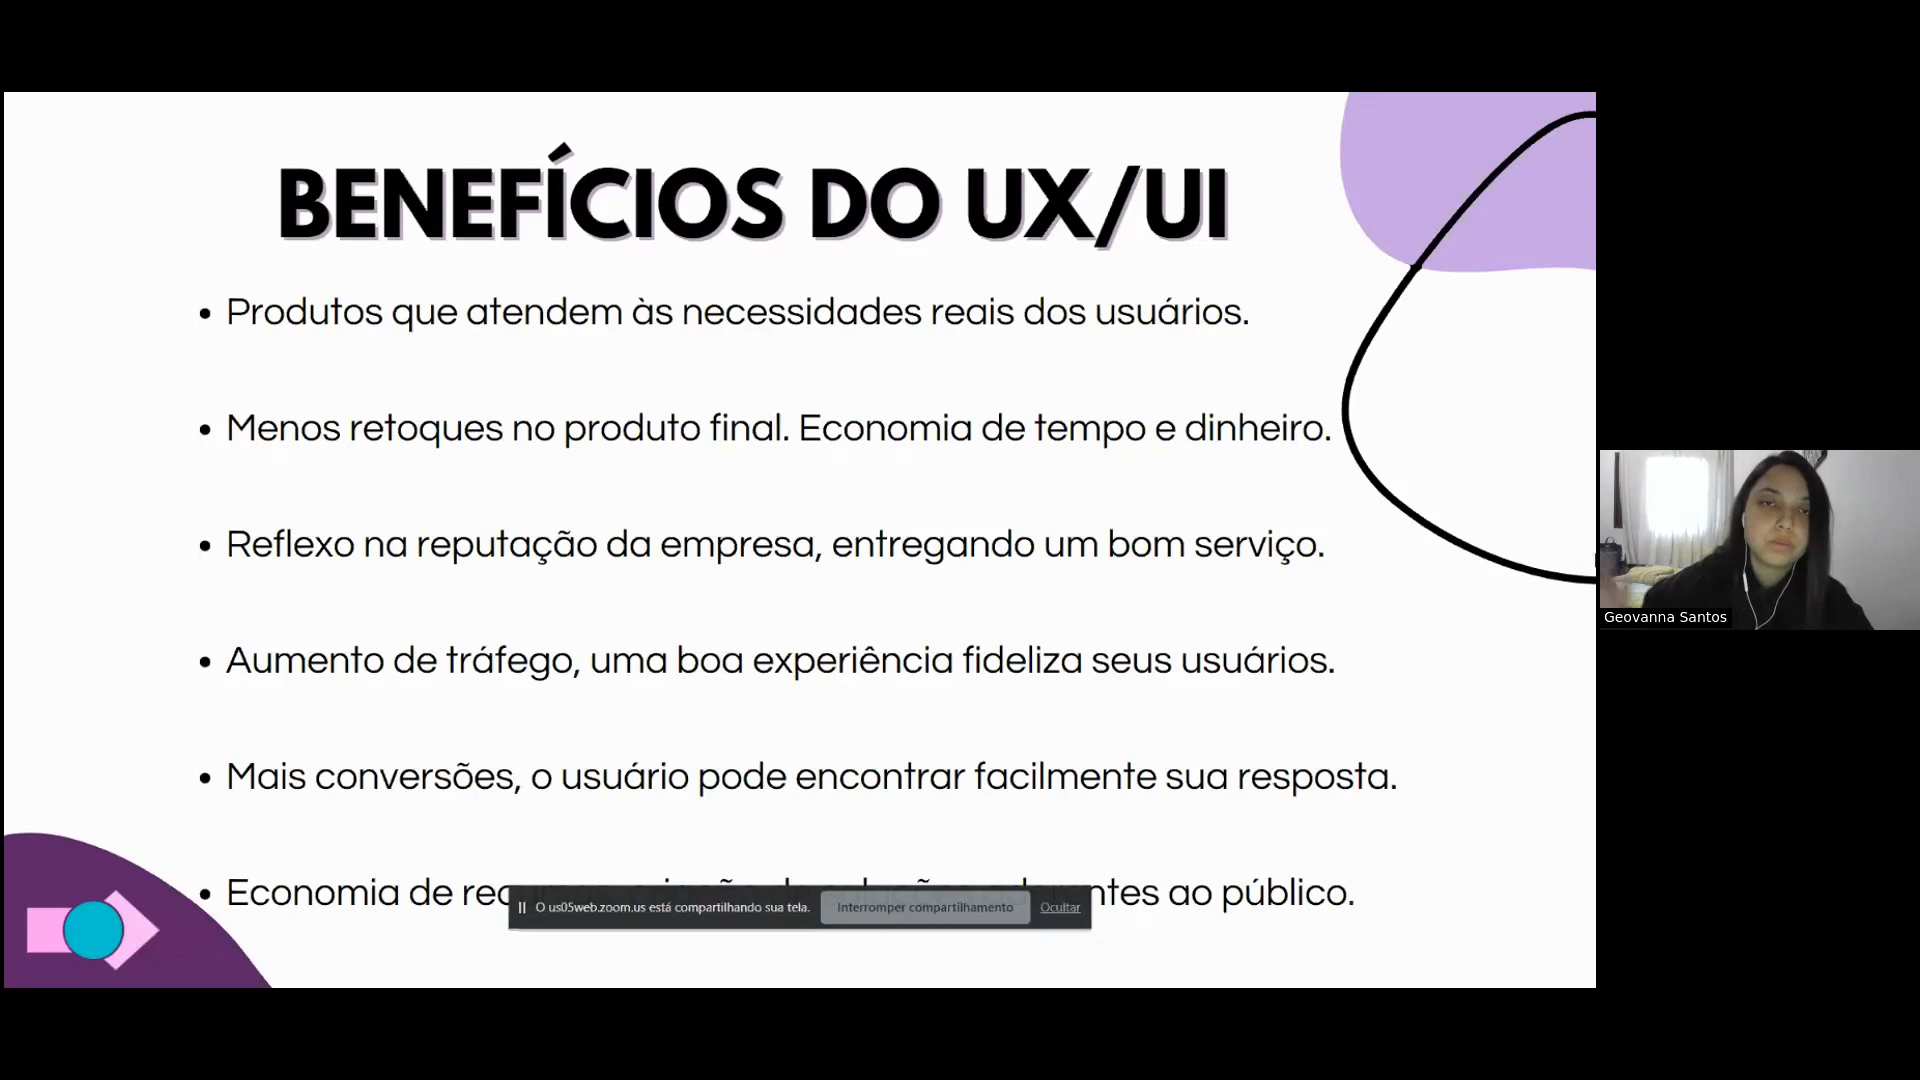 BENEFÍCIOS DO UX/UI
• Produtos que atendem às necessidades reais dos usuários.
• Menos retoques no produto final. Economia de tempo e dinheiro.
• Reflexo na reputação da empresa, entregando um bom serviço.
Geovanna Santos
• Aumento de tráfego, uma boa experiência fideliza seus usuários.
• Mais conversões, o usuário pode encontrar facilmente sua resposta.
• Economia de ao público.
O us05web.zoom.us está compartilhando sua tela. Interromper compartilhamento Ocultar